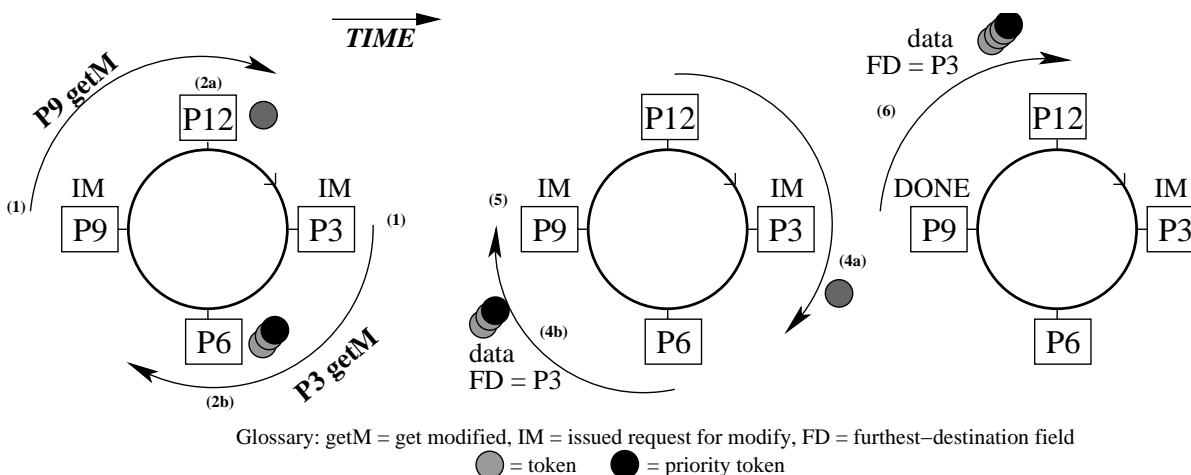 TIME
P9 getM
(2a)
P12
IM
IM
(1)
P9
P3
(1)
P6
P3 getM
(2b)
P12
IM
IM
(5)
P9
P3
(4a)
P6
(4b)
data
FD = P3
data
FD = P3
(6)
P12
DONE
IM
P9
P3
P6
Glossary: getM = get modified, IM = issued request for modify, FD = furthest−destination field
= token
= priority token